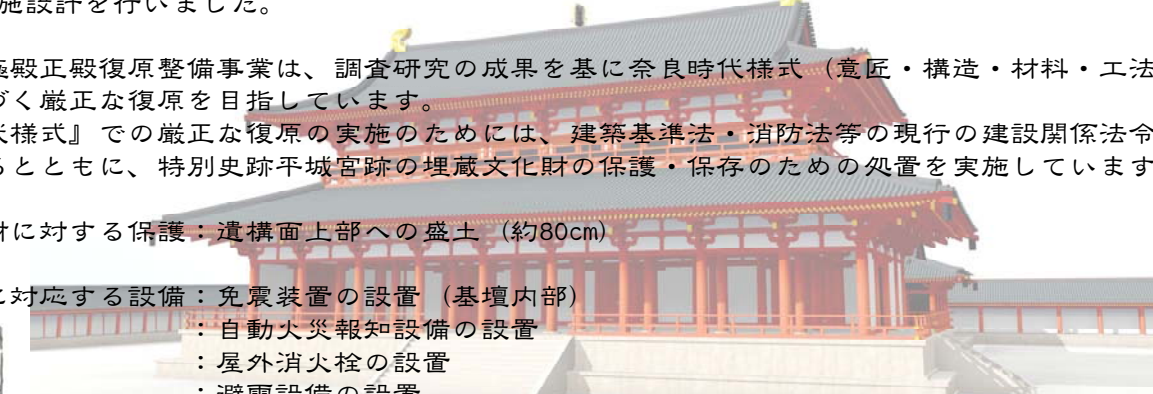 施設計を行いました。
極殿正殿復原整備事業は、調査研究の成果を基に奈良時代様式（意匠・構造・材料・工法
づく厳正な復原を目指しています。
様式』での厳正な復原の実施のためには、建築基準法・消防法等の現行の建設関係法令
るとともに、特別史跡平城宮跡の埋蔵文化財の保護・保存のための処置を実施しています
に対する保護：遺構面上部への盛土（約80cm）
に対応する設備：免震装置の設置（基壇内部）
：自動火災報知設備の設置
：屋外消火栓の設置
：避雷設備の設置